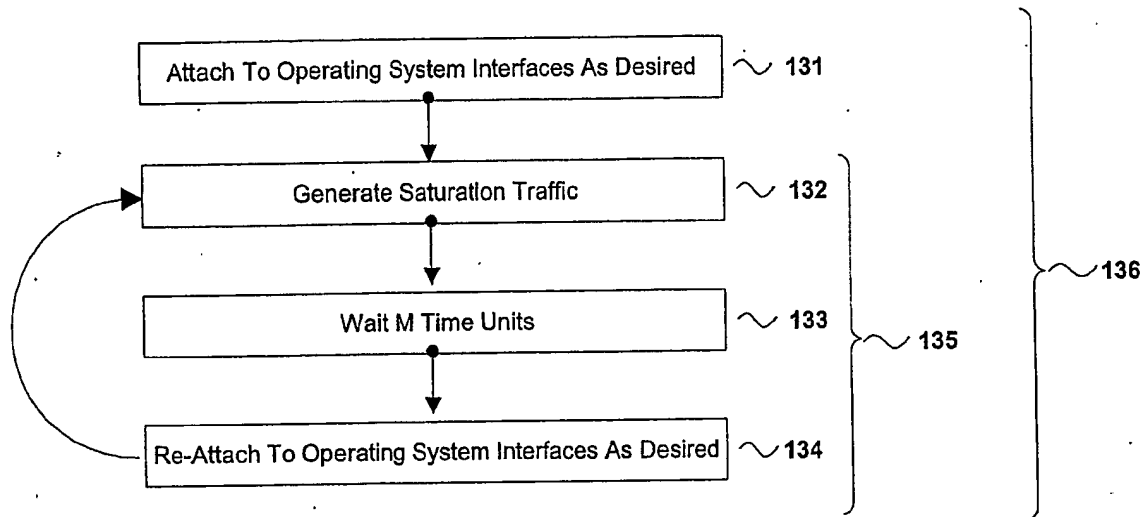 Attach To Operating System Interfaces As Desired 131
Generate Saturation Traffic 132
136
Wait M Time Units 133
135
Re-Attach To Operating System Interfaces As Desired 134